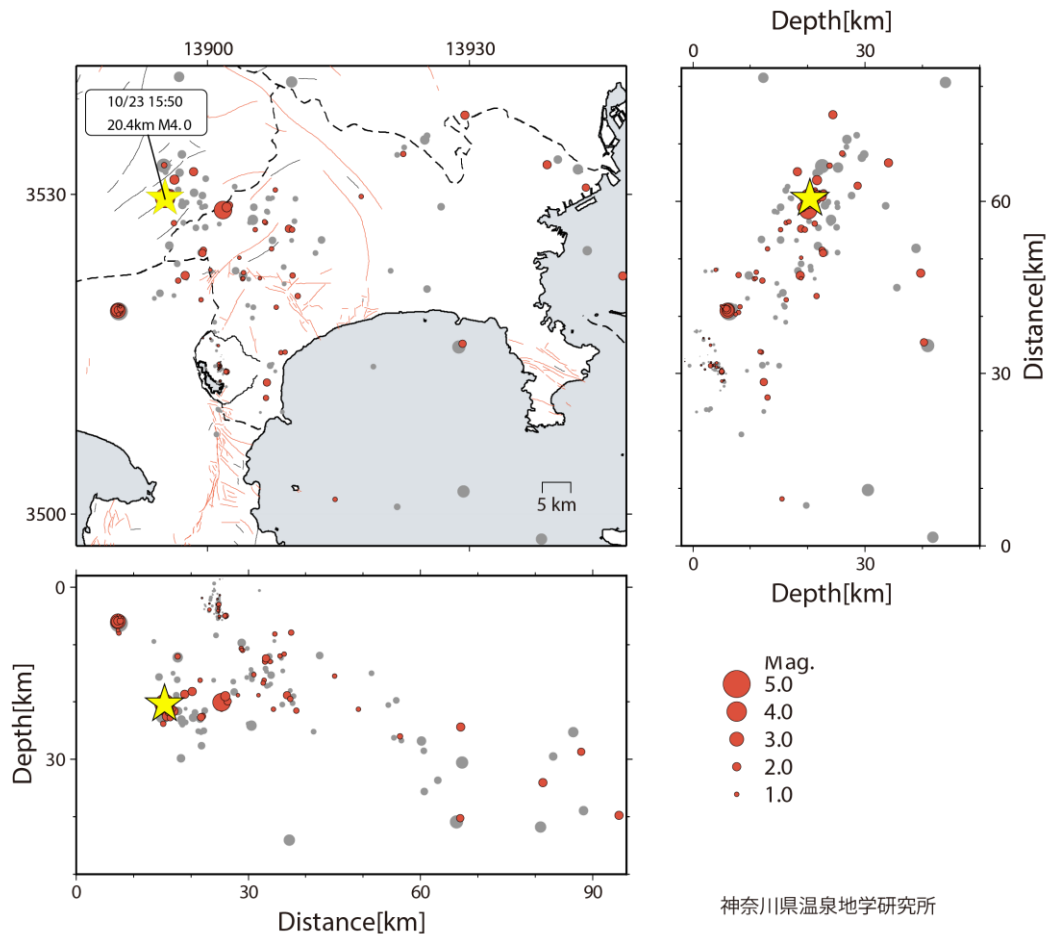 Depth[km]
13900
13930
0
30
10/23 15:50
20.4km M4.0
3530
3500
5 km
60
30
0
Distance[km]
Depth[km]
0
30
Depth[km]
0
30
60
90
Distance[km]
Mag.
5.0
4.0
3.0
2.0
1.0
神奈川県温泉地学研究所